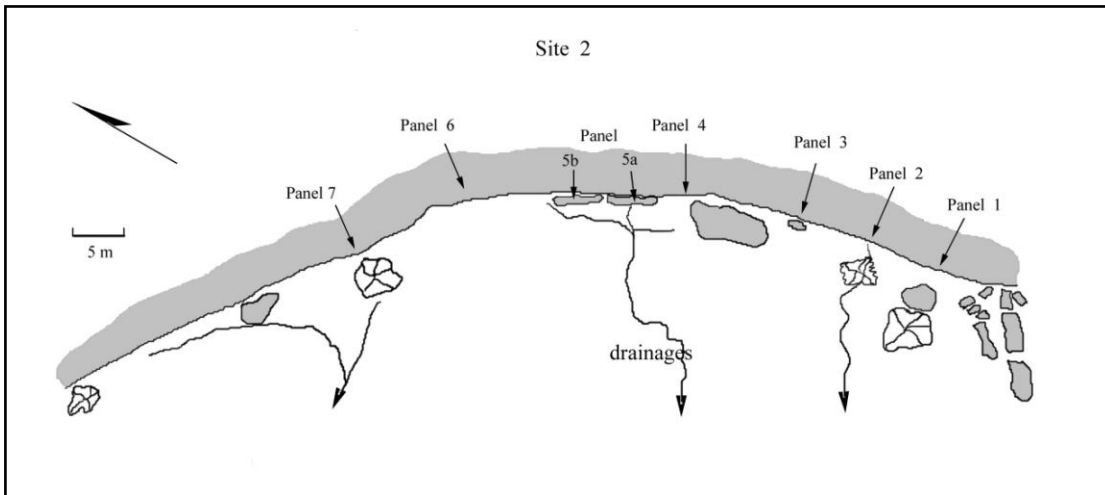 Site 2
Panel 6
Panel
Panel 4
5b
5a
Panel 3
Panel 2
Panel 7
Panel 1
5 m
drainages